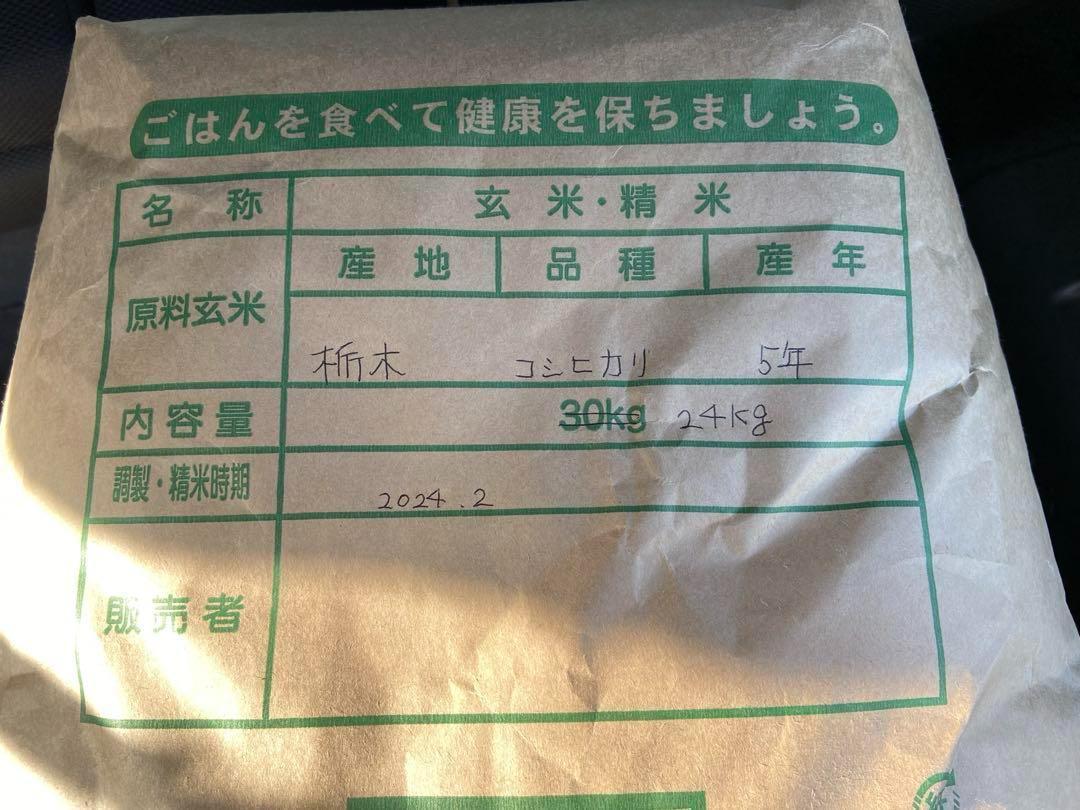 ごはんを食べて健康を保ちましょう。
名称 玄米・精米
産地 品種 産年
原料玄米
栃木 コシヒカリ 5年
内容量 30kg 24kg
調製・精米時期 2024.2
販売者